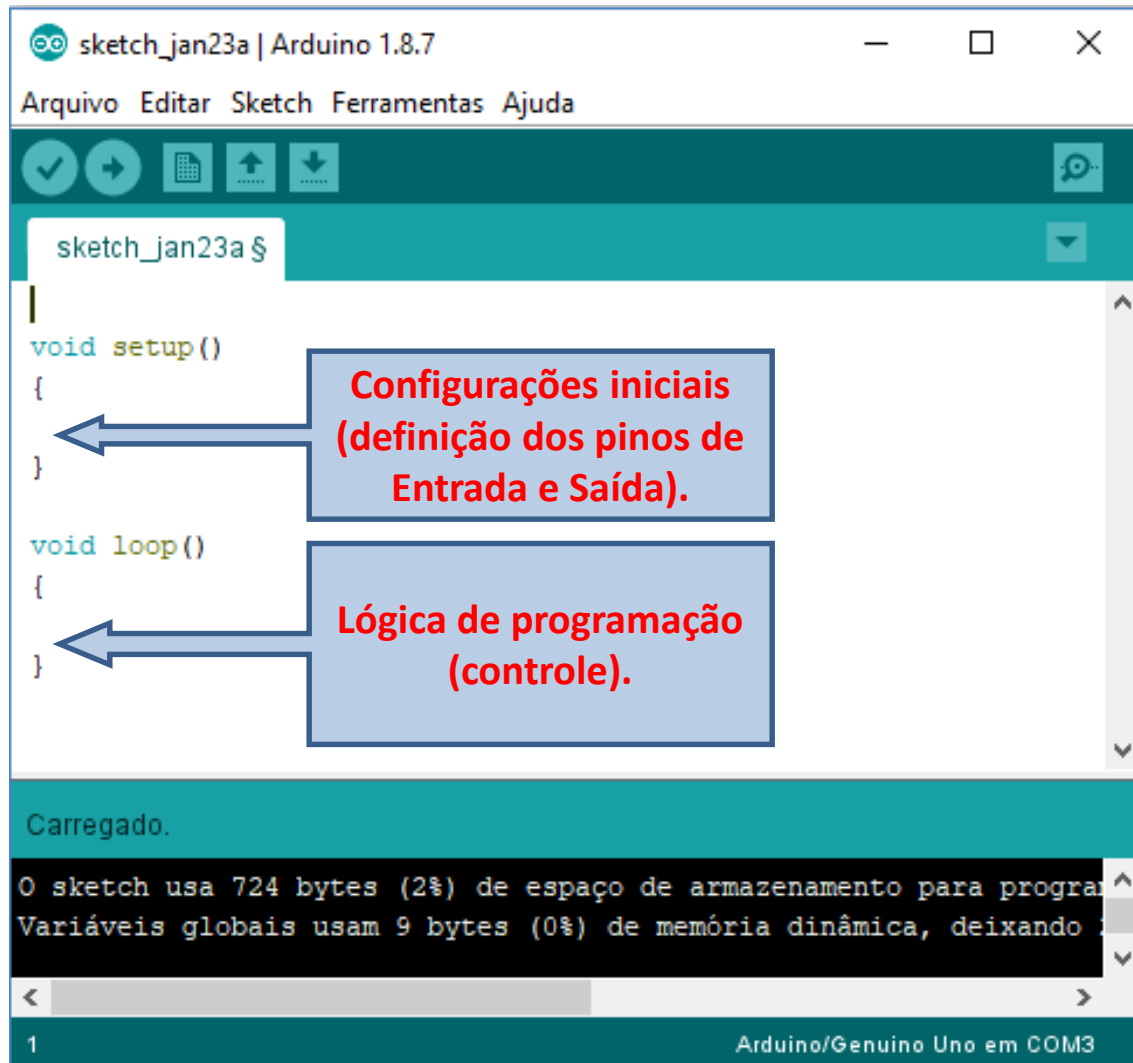 sketch_jan23a | Arduino 1.8.7
Arquivo Editar Sketch Ferramentas Ajuda
sketch_jan23a §
void setup()
{
Configurações iniciais
(definição dos pinos de
Entrada e Saída).
}
void loop()
{
Lógica de programação
(controle).
}
Carregado.
O sketch usa 724 bytes (2%) de espaço de armazenamento para
Variáveis globais usam 9 bytes (0%) de memória dinâmica, deixando
1
Arduino/Genuino Uno em COM3